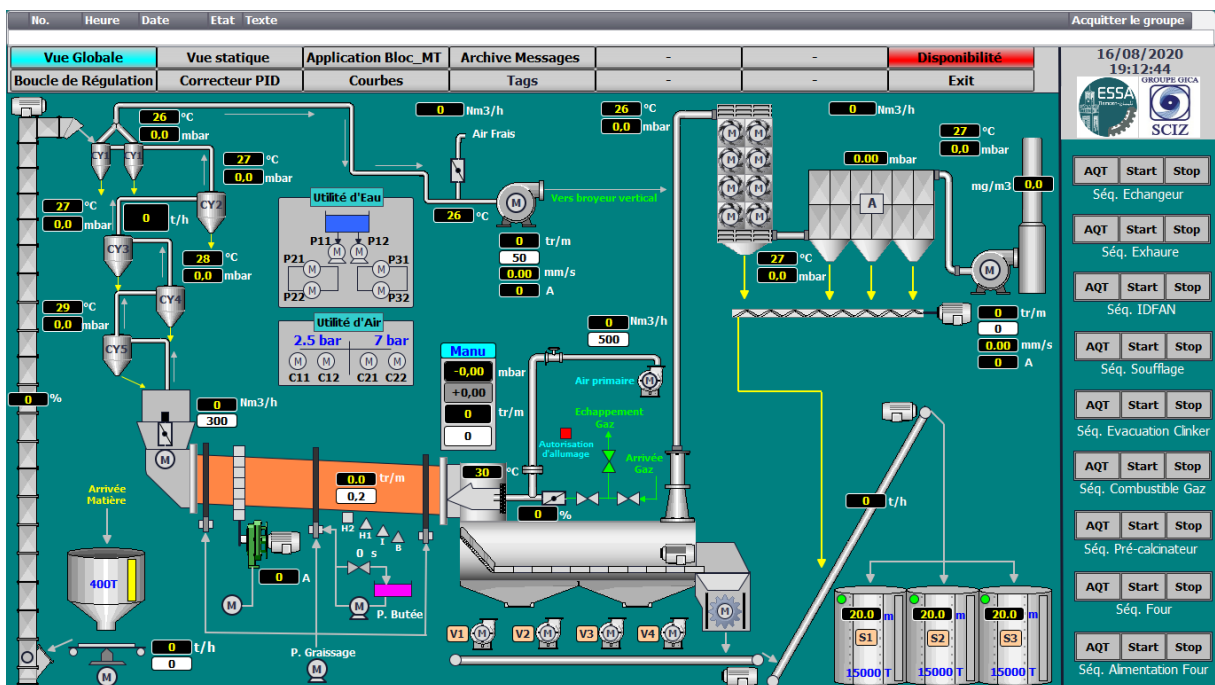 No. Heure Date Etat Texte Acquitter le groupe
Vue Globale Vue statique Application Bloc_MT Archive Messages - - Disponibilité
Boucle de Régulation Correcteur PID Courbes Tags - - Exit
16/08/2020
19:12:44
GROUPE GICA
ESSA
SCIZ
AQT Start Stop
Séq. Echangeur
AQT Start Stop
Séq. Exhaure
AQT Start Stop
Séq. IDFAN
AQT Start Stop
Séq. Soufflage
AQT Start Stop
Séq. Evacuation Clinker
AQT Start Stop
Séq. Combustible Gaz
AQT Start Stop
Séq. Pré-calcinateur
AQT Start Stop
Séq. Four
AQT Start Stop
Séq. Alimentation Four
26 °C
0,0 mbar
CY1 CY1
27 °C
0,0 mbar
27 °C
0,0 mbar
0 t/h
CY2
CY3
28 °C
0,0 mbar
29 °C
0,0 mbar
CY4
CY5
0 %
0 Nm3/h
300
M
0 Nm3/h
Air Frais
26 °C
M
Vers broyeur vertical
0 tr/m
50
0.00 mm/s
0 A
Utilité d'Eau
P11 P12
M M
P21 P31
M M
P22 P32
M M
Utilité d'Air
2.5 bar 7 bar
M M M M
C11 C12 C21 C22
26 °C
0,0 mbar
M M
M M
M M
M M
0 Nm3/h
27 °C
0,0 mbar
0.00 mbar
mg/m3 0,0
A
27 °C
0,0 mbar
M
0 tr/m
0
0.00 mm/s
0 A
Manu
-0,00 mbar
+0,00
0 tr/m
0
0 Nm3/h
500
Air primaire M
Echappement
Gaz
Autorisation
d'allumage
Arrivée
Gaz
30 °C
0 %
0.0 tr/m
0,2
H2 H1 I B
0 s
P. Butée
M
0 A
M
P. Graissage
M
Arrivée
Matière
400T
0 t/h
0
M
V1 M V2 M V3 M V4 M
M
0 t/h
20.0 m 20.0 m 20.0 m
S1 S2 S3
15000 T 15000 T 15000 T